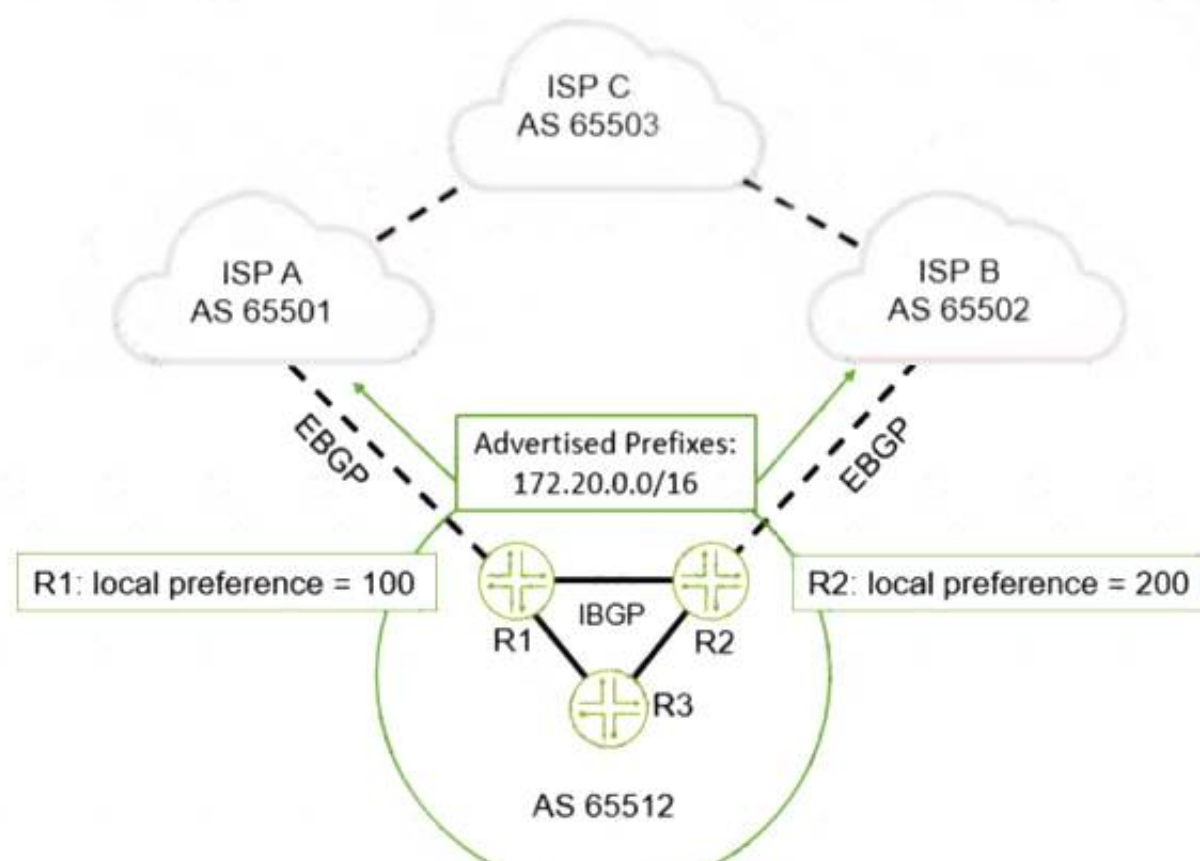 ISP C
AS 65503
ISP A
AS 65501
ISP B
AS 65502
EBGP
Advertised Prefixes:
172.20.0.0/16
EBGP
R1: local preference = 100
R2: local preference = 200
IBGP
R1
R2
R3
AS 65512